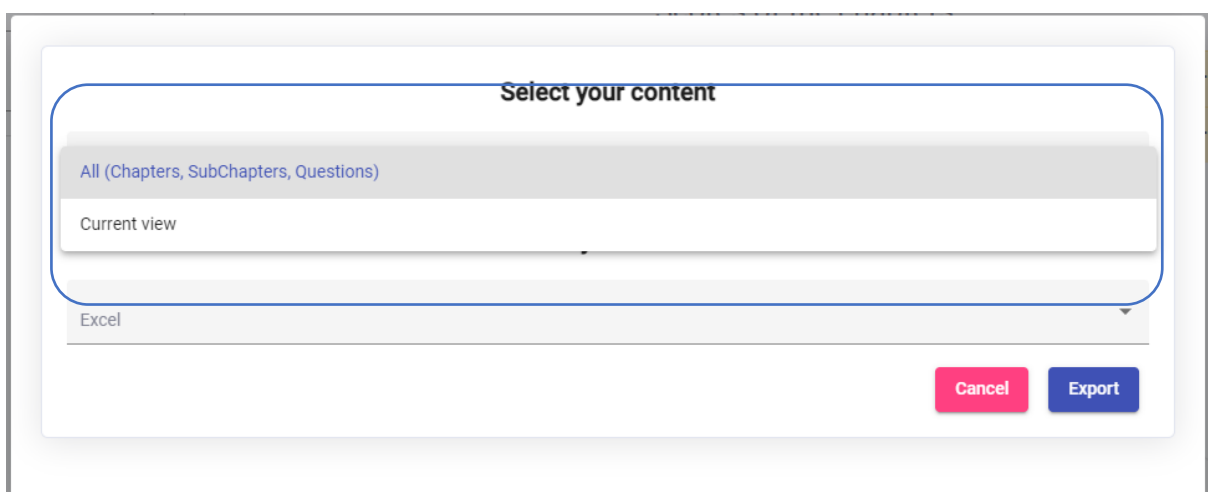 Select your content
All (Chapters, SubChapters, Questions)
Current view
Excel
Cancel
Export